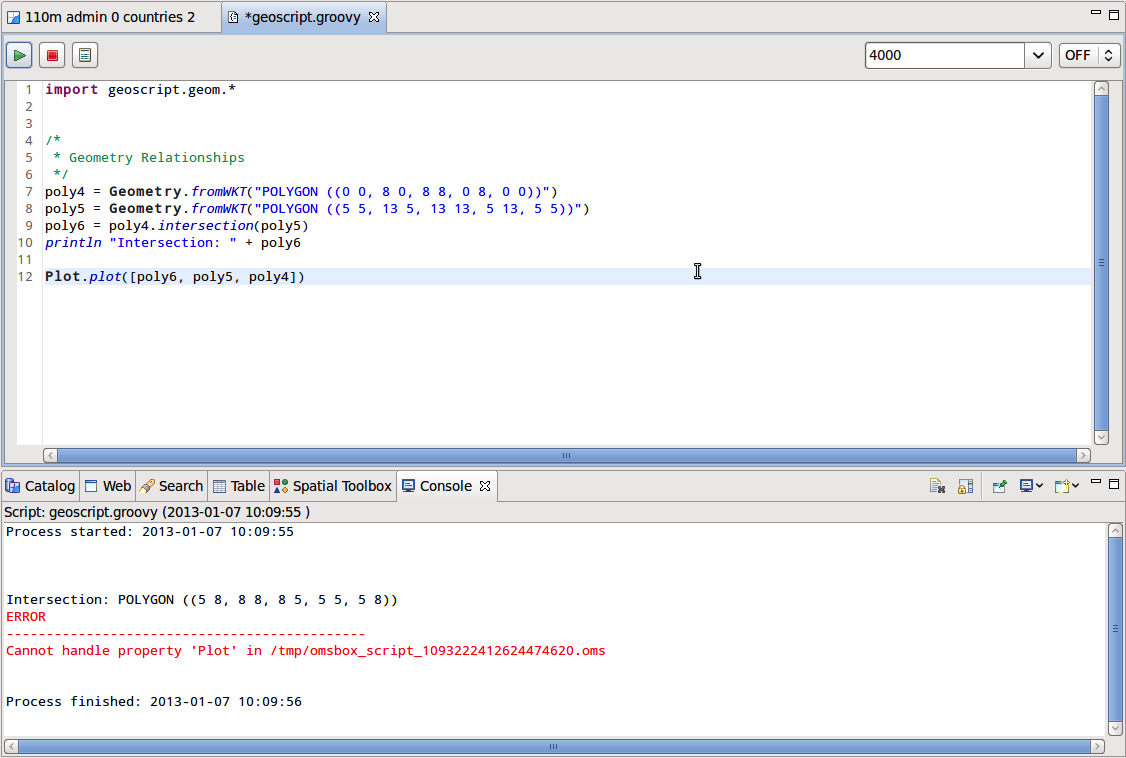 110m admin 0 countries 2
*geoscript.groovy
4000
OFF
1 import geoscript.geom.*
2
3
4 /*
5  * Geometry Relationships
6  */
7 poly4 = Geometry.fromWKT("POLYGON ((0 0, 8 0, 8 8, 0 8, 0 0))")
8 poly5 = Geometry.fromWKT("POLYGON ((5 5, 13 5, 13 13, 5 13, 5 5))")
9 poly6 = poly4.intersection(poly5)
10 println "Intersection: " + poly6
11
12 Plot.plot([poly6, poly5, poly4])
Catalog Web Search Table Spatial Toolbox Console
Script: geoscript.groovy (2013-01-07 10:09:55 )
Process started: 2013-01-07 10:09:55
Intersection: POLYGON ((5 8, 8 8, 8 5, 5 5, 5 8))
ERROR
---------------------------------------------
Cannot handle property 'Plot' in /tmp/omsbox_script_1093222412624474620.oms
Process finished: 2013-01-07 10:09:56